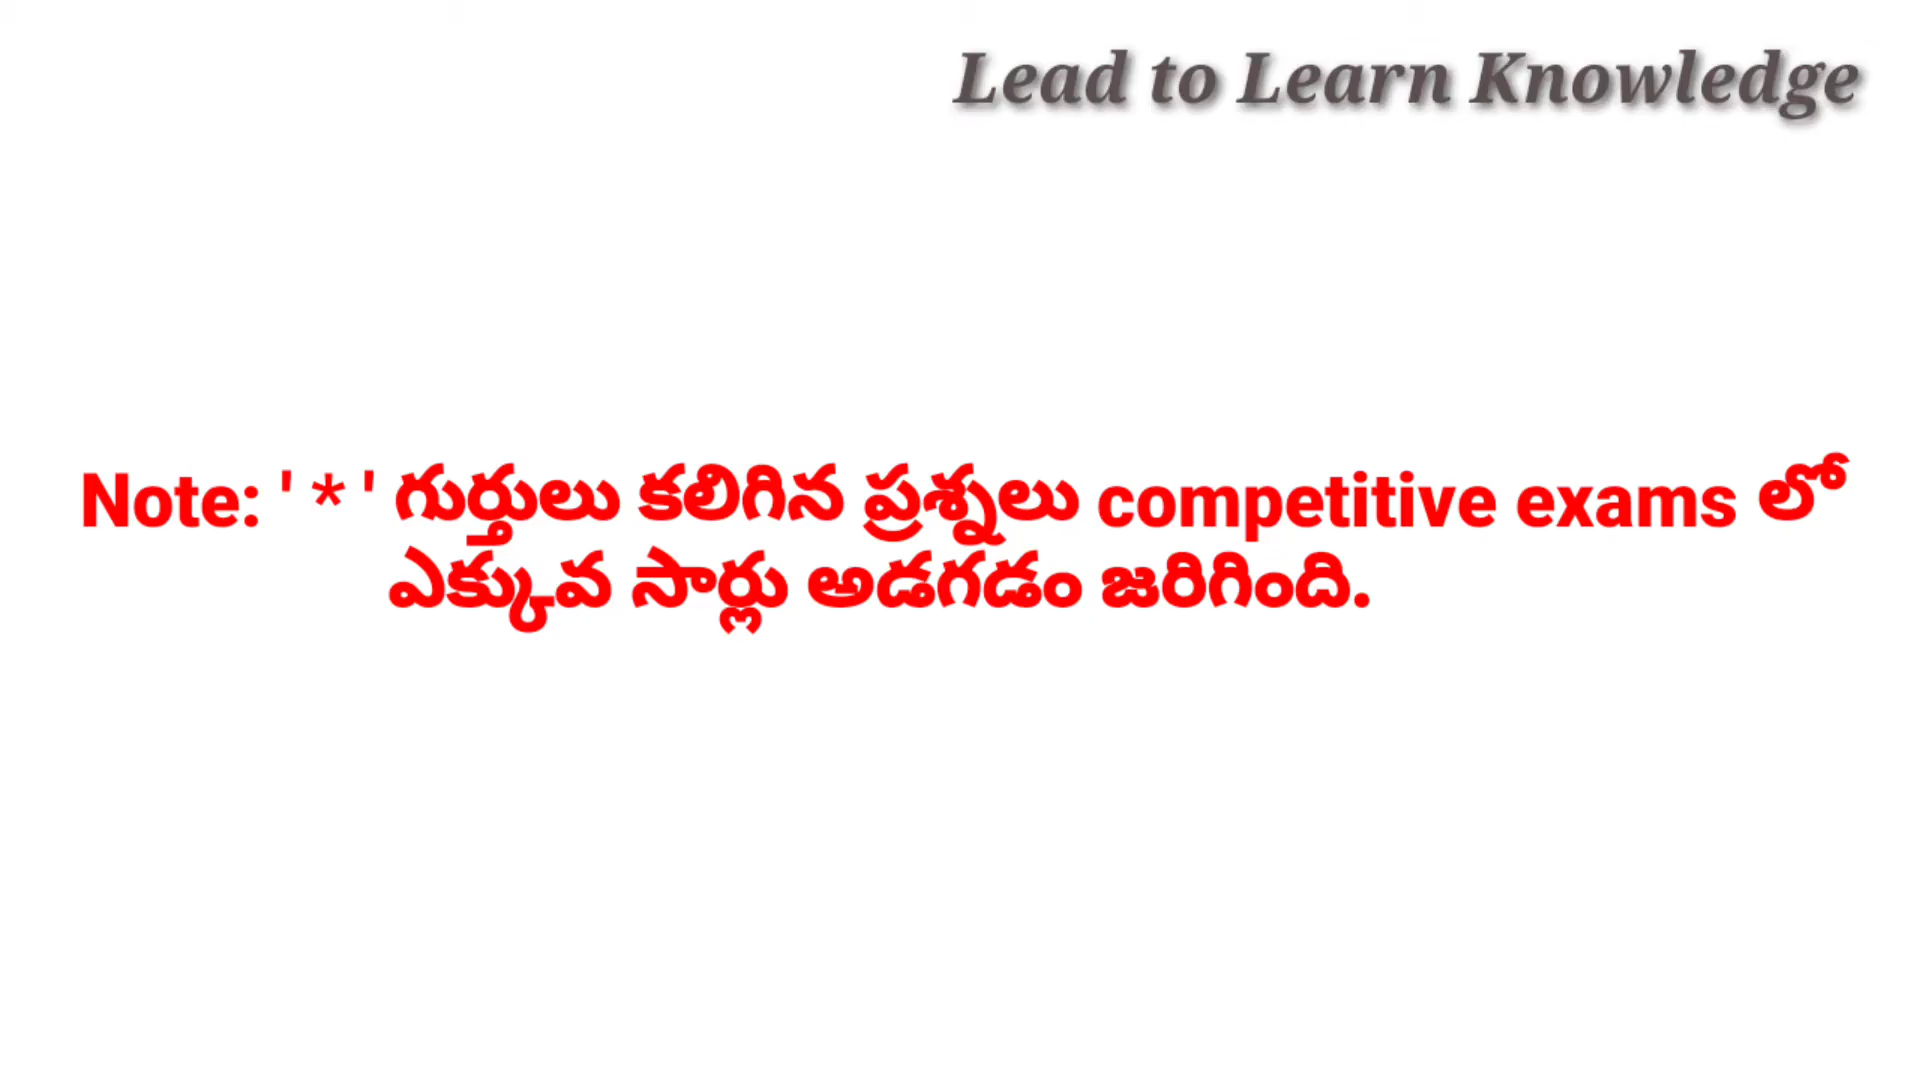 Lead to Learn Knowledge
Note: ' * ' గుర్తులు కలిగిన ప్రశ్నలు competitive exams లో
ఎక్కువ సార్లు అడగడం జరిగింది.